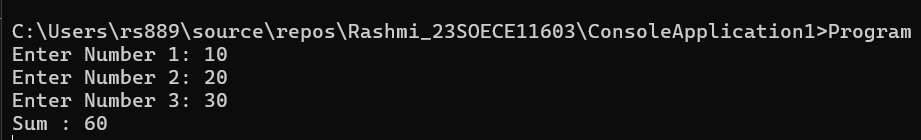 C:\Users\rs889\source\repos\Rashmi_23SOECE11603\ConsoleApplication1>Program
Enter Number 1: 10
Enter Number 2: 20
Enter Number 3: 30
Sum : 60